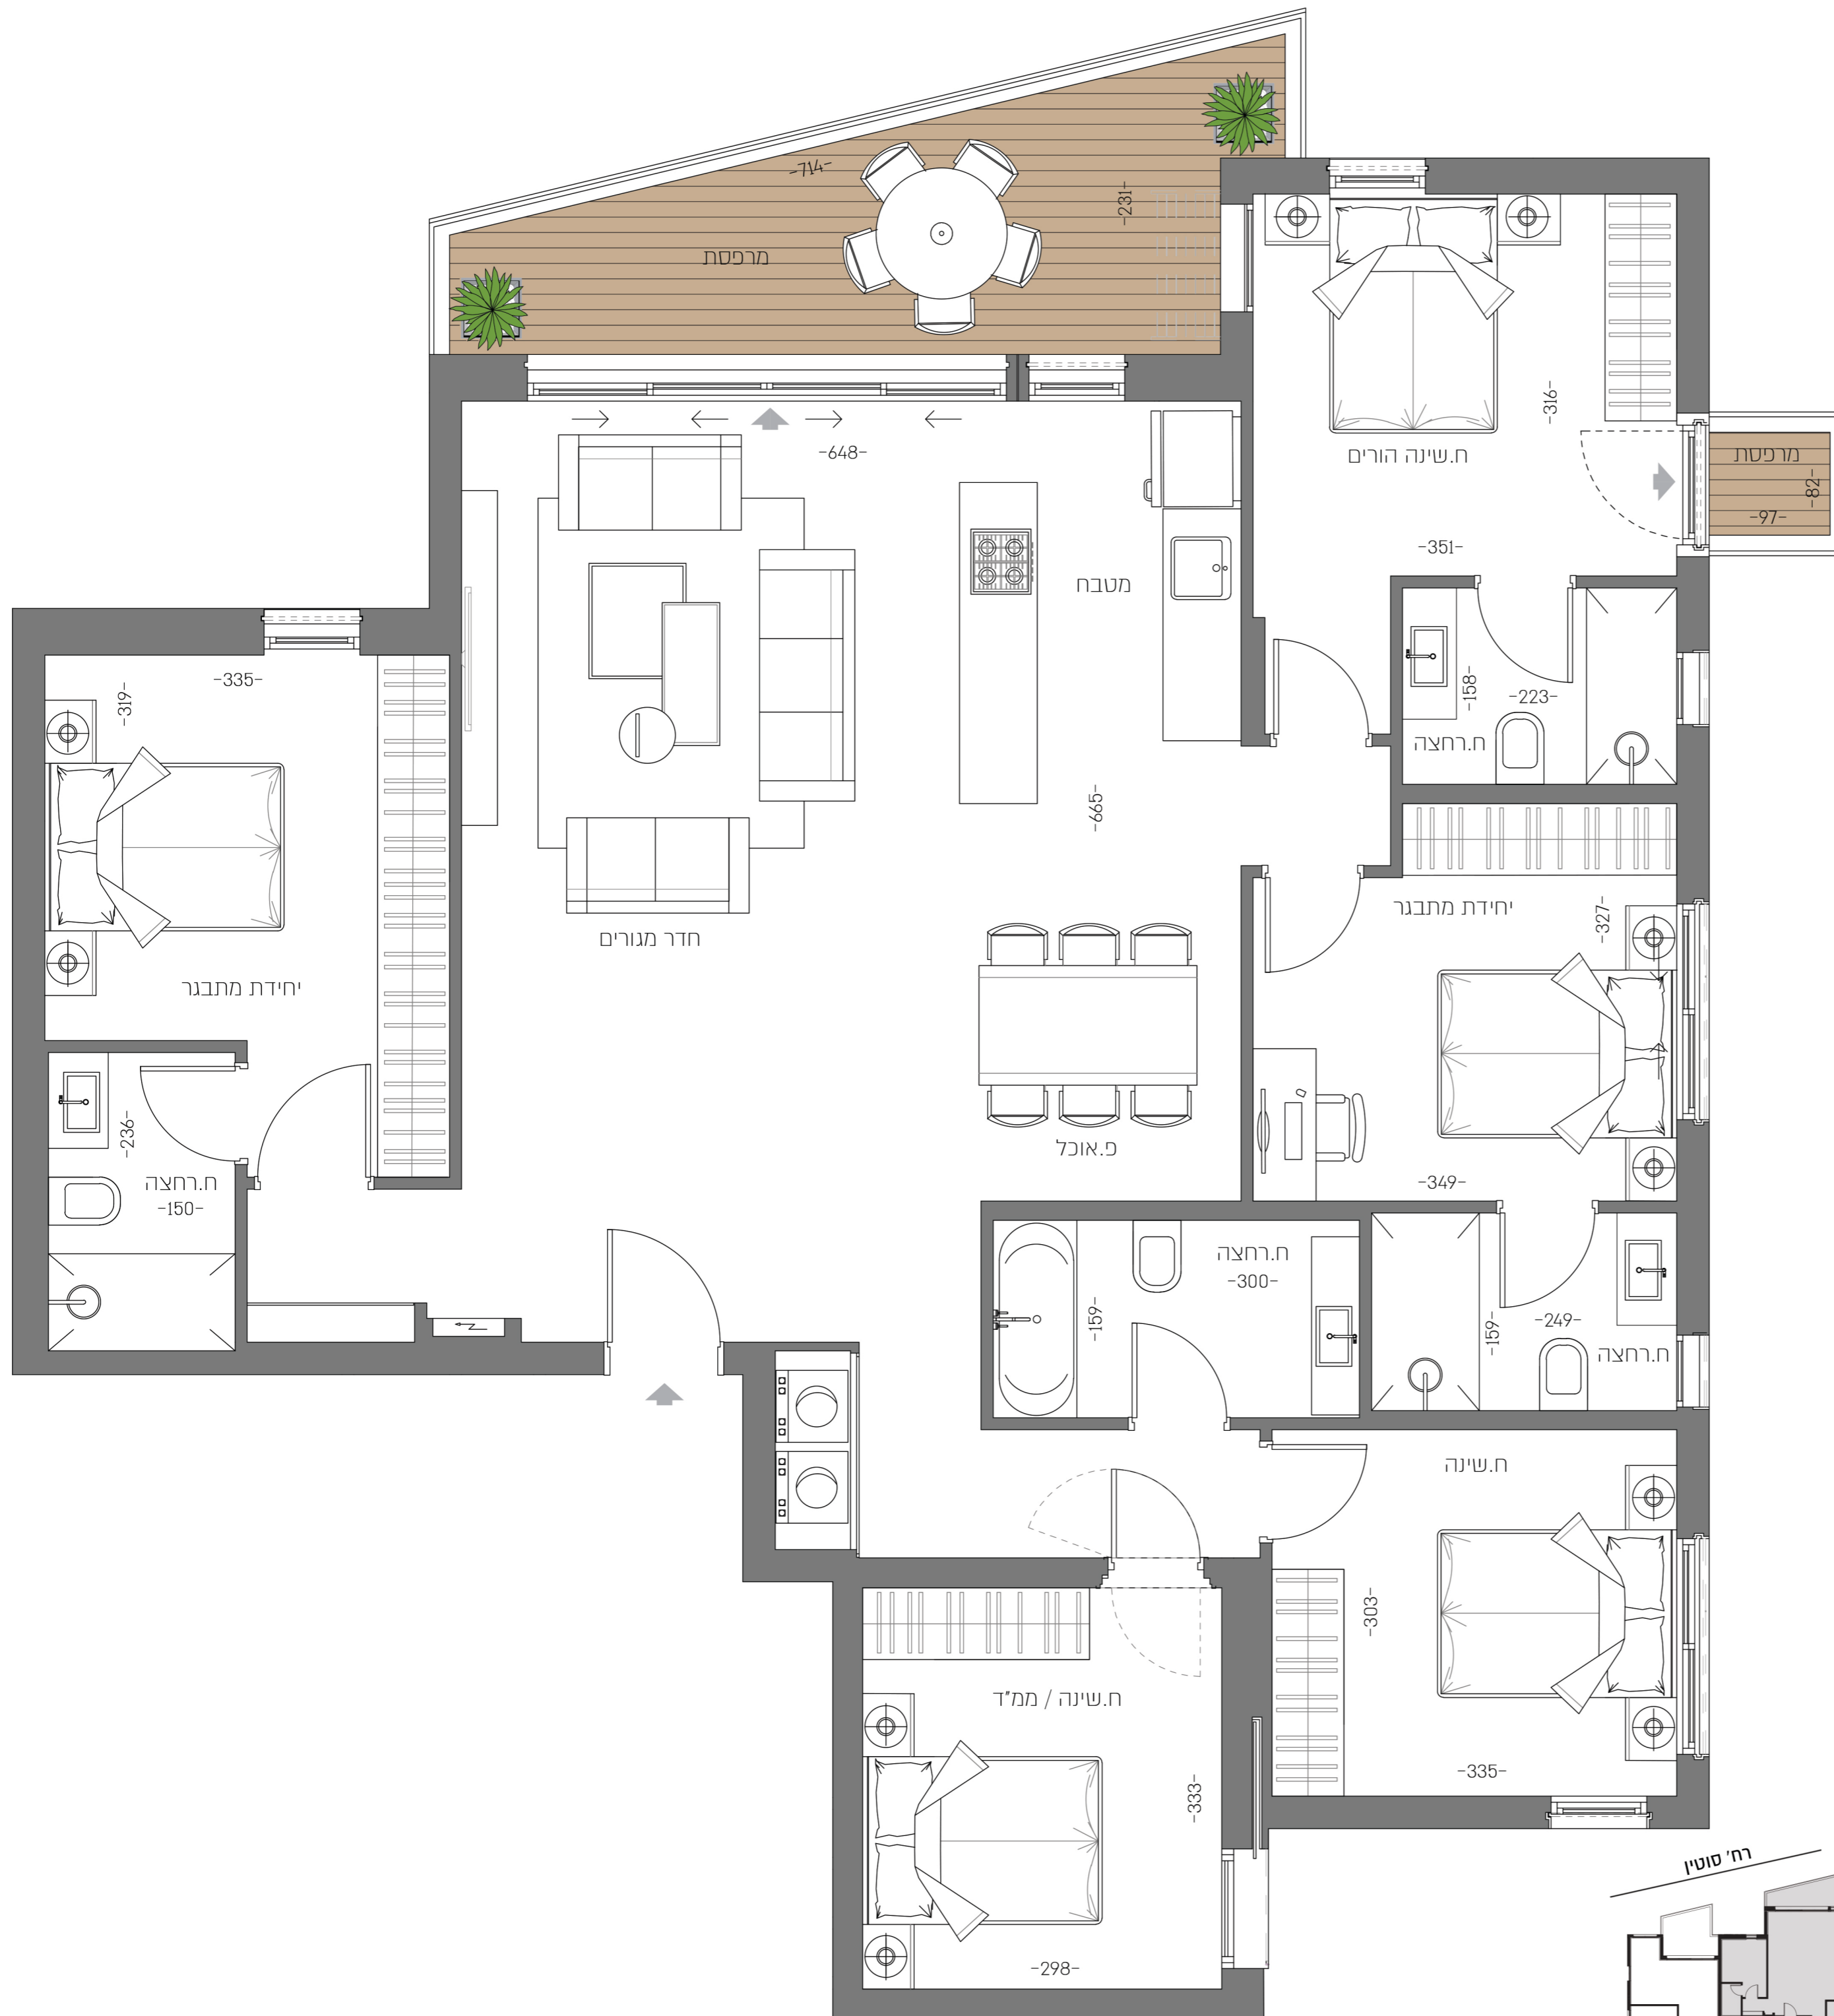 -714-
-231-
מרפסת
-648-
-316-
ח.שינה הורים
מרפסת
-82-
-97-
-351-
מטבח
-335-
-319-
-158-
-223-
ח.רחצה
-665-
יחידת מתבגר
-327-
חדר מגורים
יחידת מתבגר
-236-
ח.רחצה
-150-
פ.אוכל
-349-
ח.רחצה
-300-
-159-
-159-
-249-
ח.רחצה
ח.שינה
-303-
ח.שינה / ממ"ד
-333-
-335-
-298-
רח' סוטין